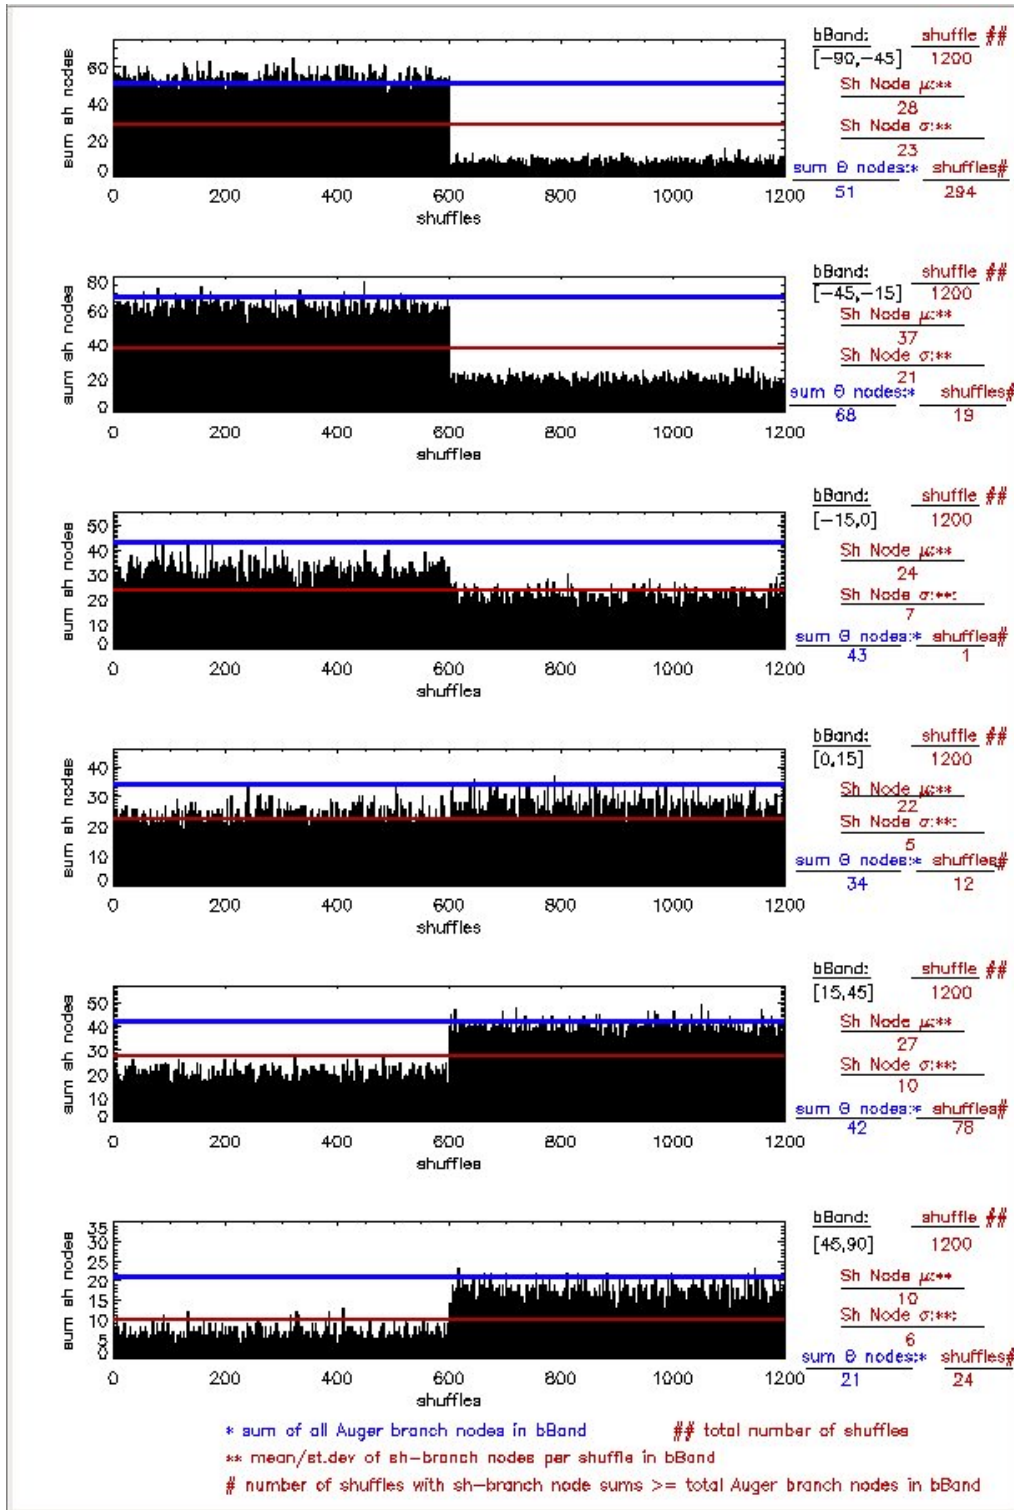 bBand: shuffle ##
[-90,-45] 1200
Sh Node μ:**
28
Sh Node σ:**
23
sum θ nodes:* shuffles#
51 294
sum sh nodes
60
40
20
0
0 200 400 600 800 1000 1200
shuffles
bBand: shuffle ##
[-45,-15] 1200
Sh Node μ:**
37
Sh Node σ:**
21
sum θ nodes:* shuffles#
68 19
sum sh nodes
80
60
40
20
0
0 200 400 600 800 1000 1200
shuffles
bBand: shuffle ##
[-15,0] 1200
Sh Node μ:**
24
Sh Node σ:**:
7
sum θ nodes:* shuffles#
43 1
sum sh nodes
50
40
30
20
10
0
0 200 400 600 800 1000 1200
shuffles
bBand: shuffle ##
[0,15] 1200
Sh Node μ:**
22
Sh Node σ:**:
5
sum θ nodes:* shuffles#
34 12
sum sh nodes
40
30
20
10
0
0 200 400 600 800 1000 1200
shuffles
bBand: shuffle ##
[15,45] 1200
Sh Node μ:**
27
Sh Node σ:**:
10
sum θ nodes:* shuffles#
42 78
sum sh nodes
50
40
30
20
10
0
0 200 400 600 800 1000 1200
shuffles
bBand: shuffle ##
[45,90] 1200
Sh Node μ:**
10
Sh Node σ:**:
6
sum θ nodes:* shuffles#
21 24
sum sh nodes
35
30
25
20
15
10
5
0
0 200 400 600 800 1000 1200
shuffles
* sum of all Auger branch nodes in bBand ## total number of shuffles
** mean/st.dev of sh-branch nodes per shuffle in bBand
# number of shuffles with sh-branch node sums >= total Auger branch nodes in bBand